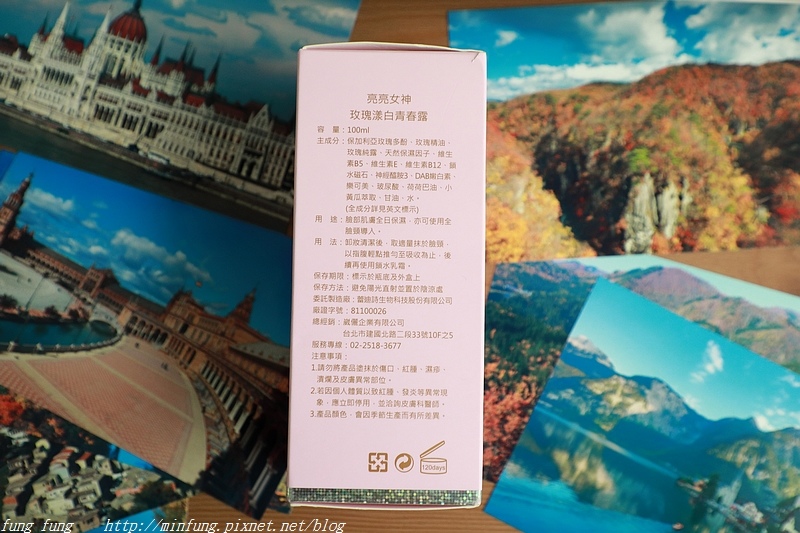 亮亮女神
玫瑰漾白青春露
容　量：100ml
主成分：保加利亞玫瑰多酚、玫瑰精油、
玫瑰純露、天然保濕因子、維生
素B5、維生素E、維生素B12、鎖
水磁石、神經醯胺3、DAB嫩白素、
樂可美、玻尿酸、荷荷巴油、小
黃瓜萃取、甘油、水。
(全成分詳見英文標示)
用　途：臉部肌膚全日保濕，亦可使用全
臉頸導入。
用　法：卸妝清潔後，取適量抹於臉頸，
以指腹輕點推勻至吸收為止，後
續再使用鎖水乳霜。
保存期限：標示於瓶底及外盒上
保存方法：避免陽光直射並置於陰涼處
委託製造廠：蕾迪詩生物科技股份有限公司
廠證字號：81100026
總經銷：葳儷企業有限公司
台北市建國北路二段33號10F之5
服務專線：02-2518-3677
注意事項：
1.請勿將產品塗抹於傷口、紅腫、濕疹、
潰爛及皮膚異常部位。
2.若因個人體質以致紅腫、發炎等異常現
象，應立即停用，並洽詢皮膚科醫師。
3.產品顏色，會因季節生產而有所差異。
120days
fung fung　http://minfung.pixnet.net/blog